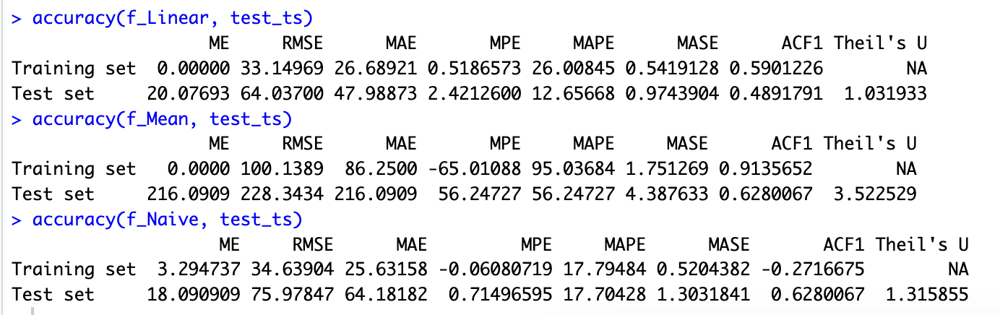 > accuracy(f_Linear, test_ts)
ME RMSE MAE MPE MAPE MASE ACF1 Theil's U
Training set 0.00000 33.14969 26.68921 0.5186573 26.00845 0.5419128 0.5901226 NA
Test set 20.07693 64.03700 47.98873 2.4212600 12.65668 0.9743904 0.4891791 1.031933
> accuracy(f_Mean, test_ts)
ME RMSE MAE MPE MAPE MASE ACF1 Theil's U
Training set 0.0000 100.1389 86.2500 -65.01088 95.03684 1.751269 0.9135652 NA
Test set 216.0909 228.3434 216.0909 56.24727 56.24727 4.387633 0.6280067 3.522529
> accuracy(f_Naive, test_ts)
ME RMSE MAE MPE MAPE MASE ACF1 Theil's U
Training set 3.294737 34.63904 25.63158 -0.06080719 17.79484 0.5204382 -0.2716675 NA
Test set 18.090909 75.97847 64.18182 0.71496595 17.70428 1.3031841 0.6280067 1.315855